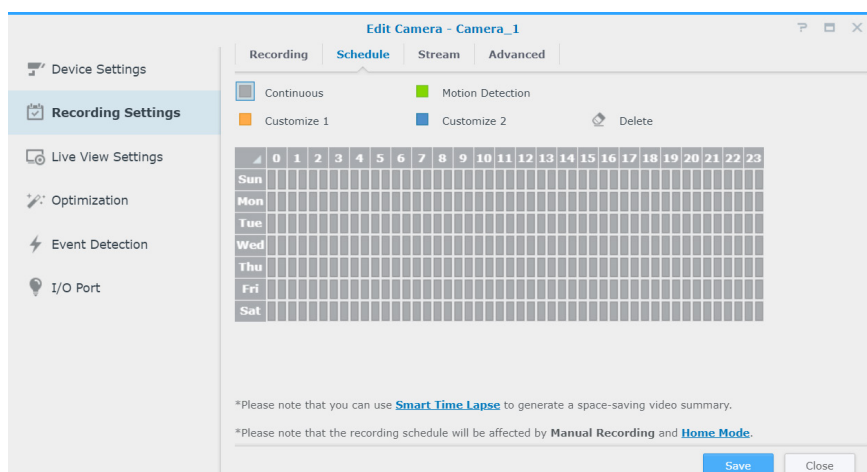 Edit Camera - Camera_1
Device Settings
Recording Settings
Live View Settings
Optimization
Event Detection
I/O Port
Recording Schedule Stream Advanced
Continuous Motion Detection
Customize 1 Customize 2 Delete
0 1 2 3 4 5 6 7 8 9 10 11 12 13 14 15 16 17 18 19 20 21 22 23
Sun
Mon
Tue
Wed
Thu
Fri
Sat
*Please note that you can use Smart Time Lapse to generate a space-saving video summary.
*Please note that the recording schedule will be affected by Manual Recording and Home Mode.
Save Close